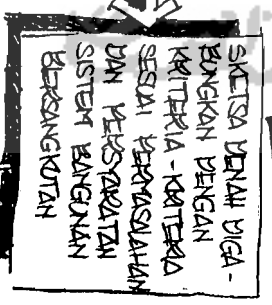 SKETSA DENAH DIGA-
BUNGKAN DENGAN
KRITERIA - KRITERIA
SESUAI PERMASALAHAN
DAN PERSYARATAN
SISTEM BANGUNAN
BERSANGKUTAN